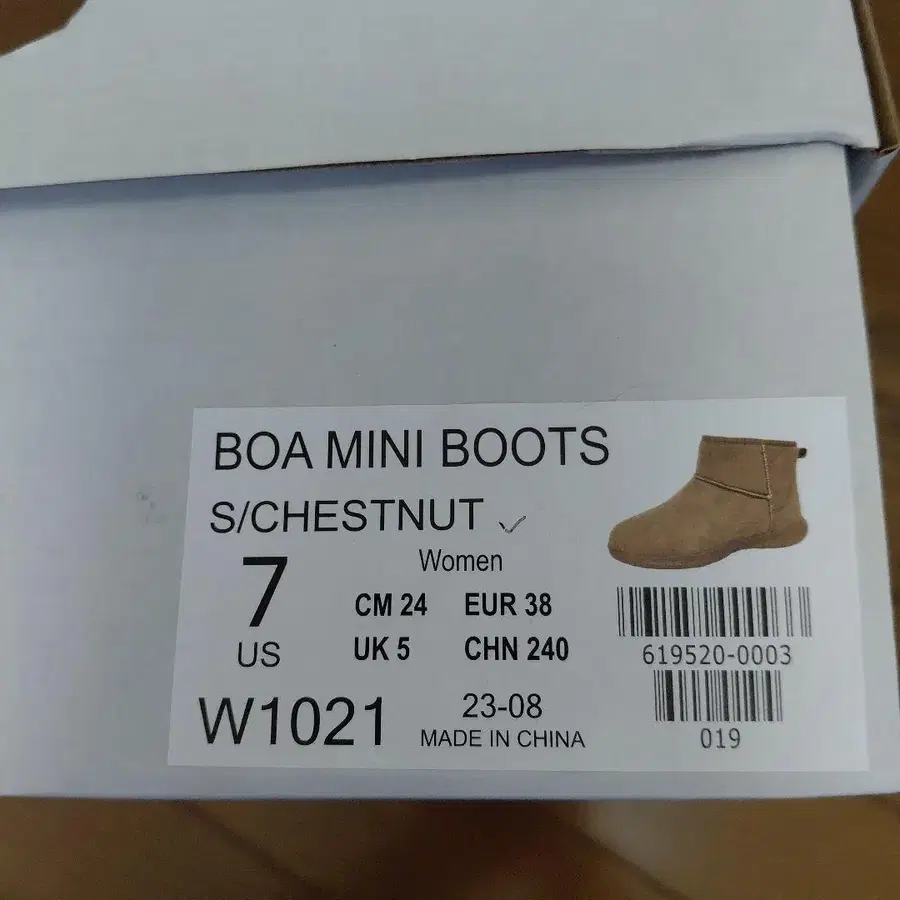 BOA MINI BOOTS
S/CHESTNUT
Women
7
US
CM 24 EUR 38
UK 5 CHN 240
W1021
23-08
MADE IN CHINA
619520-0003
019